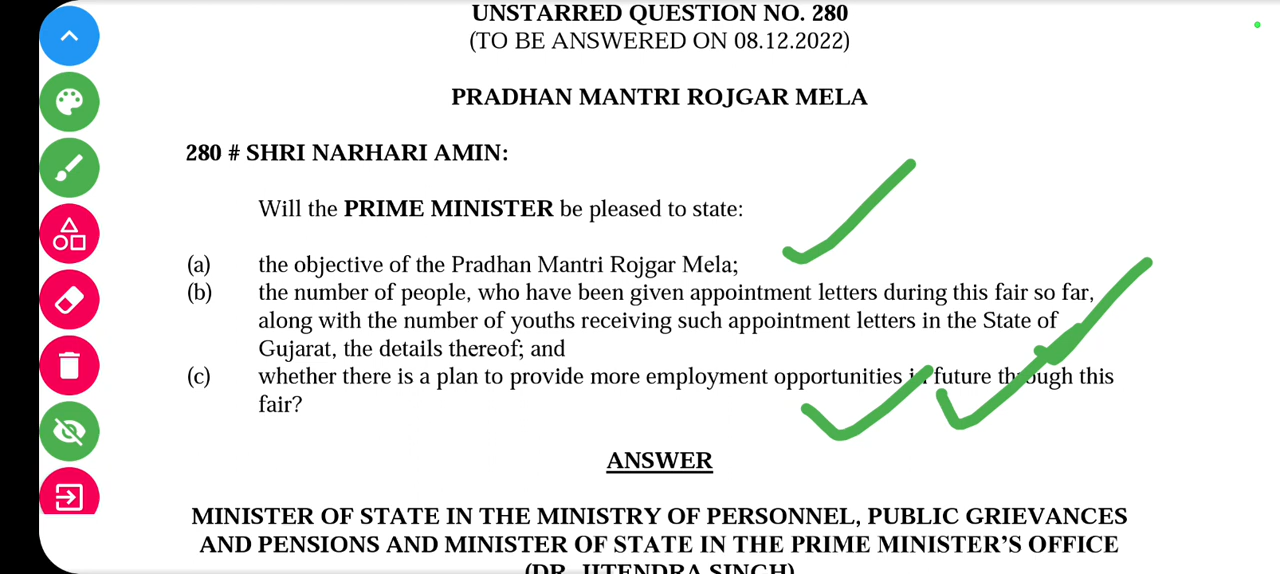 UNSTARRED QUESTION NO. 280
(TO BE ANSWERED ON 08.12.2022)
PRADHAN MANTRI ROJGAR MELA
280 # SHRI NARHARI AMIN:
Will the PRIME MINISTER be pleased to state:
(a) the objective of the Pradhan Mantri Rojgar Mela;
(b) the number of people, who have been given appointment letters during this fair so far,
along with the number of youths receiving such appointment letters in the State of
Gujarat, the details thereof; and
(c) whether there is a plan to provide more employment opportunities in future through this
fair?
ANSWER
MINISTER OF STATE IN THE MINISTRY OF PERSONNEL, PUBLIC GRIEVANCES
AND PENSIONS AND MINISTER OF STATE IN THE PRIME MINISTER'S OFFICE
(DR. JITENDRA SINGH)